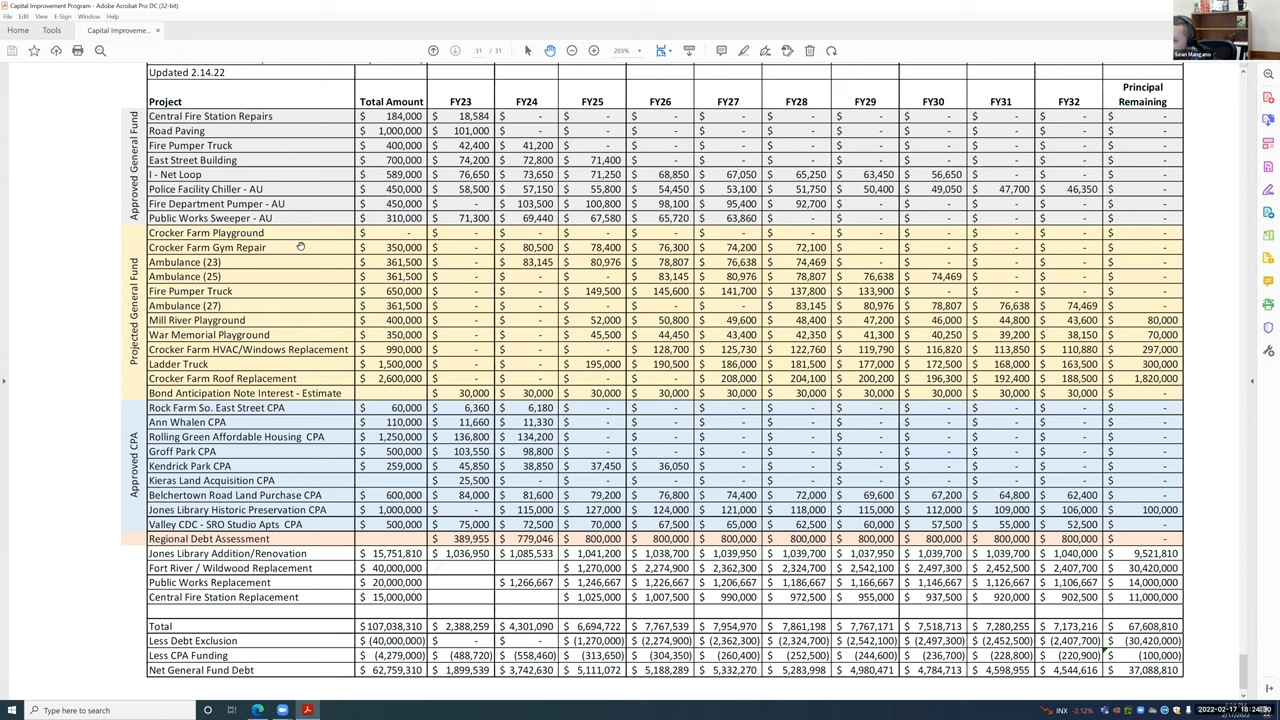 Capital Improvement Program - Adobe Acrobat Pro DC (32-bit)
File Edit View E-Sign Window Help
Home Tools Capital Improveme... ×
31 / 31 203%
Sean Mangano
Updated 2.14.22
Project Total Amount FY23 FY24 FY25 FY26 FY27 FY28 FY29 FY30 FY31 FY32 Principal Remaining
Approved General Fund
Central Fire Station Repairs $ 184,000 $ 18,584 $ - $ - $ - $ - $ - $ - $ - $ - $ - $ -
Road Paving $ 1,000,000 $ 101,000 $ - $ - $ - $ - $ - $ - $ - $ - $ - $ -
Fire Pumper Truck $ 400,000 $ 42,400 $ 41,200 $ $ - $ - $ - $ - $ - $ - $ - $ -
East Street Building $ 700,000 $ 74,200 $ 72,800 $ 71,400 $ - $ - $ - $ - $ - $ - $ - $ -
I - Net Loop $ 589,000 $ 76,650 $ 73,650 $ 71,250 $ 68,850 $ 67,050 $ 65,250 $ 63,450 $ 56,650 $ - $ - $ -
Police Facility Chiller - AU $ 450,000 $ 58,500 $ 57,150 $ 55,800 $ 54,450 $ 53,100 $ 51,750 $ 50,400 $ 49,050 $ 47,700 $ 46,350 $ -
Fire Department Pumper - AU $ 450,000 $ - $ 103,500 $ 100,800 $ 98,100 $ 95,400 $ 92,700 $ - $ - $ - $ - $ -
Public Works Sweeper - AU $ 310,000 $ 71,300 $ 69,440 $ 67,580 $ 65,720 $ 63,860 $ - $ - $ - $ - $ - $ -
Projected General Fund
Crocker Farm Playground $ - $ - $ - $ - $ - $ - $ - $ - $ - $ - $ - $ -
Crocker Farm Gym Repair $ 350,000 $ - $ 80,500 $ 78,400 $ 76,300 $ 74,200 $ 72,100 $ - $ - $ - $ - $ -
Ambulance (23) $ 361,500 $ - $ 83,145 $ 80,976 $ 78,807 $ 76,638 $ 74,469 $ - $ - $ - $ - $ -
Ambulance (25) $ 361,500 $ - $ - $ - $ 83,145 $ 80,976 $ 78,807 $ 76,638 $ 74,469 $ - $ - $ -
Fire Pumper Truck $ 650,000 $ - $ - $ 149,500 $ 145,600 $ 141,700 $ 137,800 $ 133,900 $ - $ - $ - $ -
Ambulance (27) $ 361,500 $ - $ - $ - $ - $ - $ 83,145 $ 80,976 $ 78,807 $ 76,638 $ 74,469 $ -
Mill River Playground $ 400,000 $ - $ - $ 52,000 $ 50,800 $ 49,600 $ 48,400 $ 47,200 $ 46,000 $ 44,800 $ 43,600 $ 80,000
War Memorial Playground $ 350,000 $ - $ - $ 45,500 $ 44,450 $ 43,400 $ 42,350 $ 41,300 $ 40,250 $ 39,200 $ 38,150 $ 70,000
Crocker Farm HVAC/Windows Replacement $ 990,000 $ - $ - $ - $ 128,700 $ 125,730 $ 122,760 $ 119,790 $ 116,820 $ 113,850 $ 110,880 $ 297,000
Ladder Truck $ 1,500,000 $ - $ - $ 195,000 $ 190,500 $ 186,000 $ 181,500 $ 177,000 $ 172,500 $ 168,000 $ 163,500 $ 300,000
Crocker Farm Roof Replacement $ 2,600,000 $ - $ - $ - $ - $ 208,000 $ 204,100 $ 200,200 $ 196,300 $ 192,400 $ 188,500 $ 1,820,000
Bond Anticipation Note Interest - Estimate $ 30,000 $ 30,000 $ 30,000 $ 30,000 $ 30,000 $ 30,000 $ 30,000 $ 30,000 $ 30,000 $ 30,000 $ -
Approved CPA
Rock Farm So. East Street CPA $ 60,000 $ 6,360 $ 6,180 $ - $ - $ - $ - $ - $ - $ - $ - $ -
Ann Whalen CPA $ 110,000 $ 11,660 $ 11,330 $ - $ - $ - $ - $ - $ - $ - $ - $ -
Rolling Green Affordable Housing CPA $ 1,250,000 $ 136,800 $ 134,200 $ - $ - $ - $ - $ - $ - $ - $ - $ -
Groff Park CPA $ 500,000 $ 103,550 $ 98,800 $ - $ - $ - $ - $ - $ - $ - $ - $ -
Kendrick Park CPA $ 259,000 $ 45,850 $ 38,850 $ 37,450 $ 36,050 $ - $ - $ - $ - $ - $ - $ -
Kieras Land Acquisition CPA $ 25,500 $ - $ - $ - $ - $ - $ - $ - $ - $ - $ -
Belchertown Road Land Purchase CPA $ 600,000 $ 84,000 $ 81,600 $ 79,200 $ 76,800 $ 74,400 $ 72,000 $ 69,600 $ 67,200 $ 64,800 $ 62,400 $ -
Jones Library Historic Preservation CPA $ 1,000,000 $ - $ 115,000 $ 127,000 $ 124,000 $ 121,000 $ 118,000 $ 115,000 $ 112,000 $ 109,000 $ 106,000 $ 100,000
Valley CDC - SRO Studio Apts CPA $ 500,000 $ 75,000 $ 72,500 $ 70,000 $ 67,500 $ 65,000 $ 62,500 $ 60,000 $ 57,500 $ 55,000 $ 52,500 $ -
Regional Debt Assessment $ 389,955 $ 779,046 $ 800,000 $ 800,000 $ 800,000 $ 800,000 $ 800,000 $ 800,000 $ 800,000 $ 800,000 $ -
Jones Library Addition/Renovation $ 15,751,810 $ 1,036,950 $ 1,085,533 $ 1,041,200 $ 1,038,700 $ 1,039,950 $ 1,039,700 $ 1,037,950 $ 1,039,700 $ 1,039,700 $ 1,040,000 $ 9,521,810
Fort River / Wildwood Replacement $ 40,000,000 $ 1,270,000 $ 2,274,900 $ 2,362,300 $ 2,324,700 $ 2,542,100 $ 2,497,300 $ 2,452,500 $ 2,407,700 $ 30,420,000
Public Works Replacement $ 20,000,000 $ 1,266,667 $ 1,246,667 $ 1,226,667 $ 1,206,667 $ 1,186,667 $ 1,166,667 $ 1,146,667 $ 1,126,667 $ 1,106,667 $ 14,000,000
Central Fire Station Replacement $ 15,000,000 $ 1,025,000 $ 1,007,500 $ 990,000 $ 972,500 $ 955,000 $ 937,500 $ 920,000 $ 902,500 $ 11,000,000
Total $107,038,310 $ 2,388,259 $ 4,301,090 $ 6,694,722 $ 7,767,539 $ 7,954,970 $ 7,861,198 $ 7,767,171 $ 7,518,713 $ 7,280,255 $ 7,173,216 $ 67,608,810
Less Debt Exclusion $ (40,000,000) $ - $ - $ (1,270,000) $ (2,274,900) $ (2,362,300) $ (2,324,700) $ (2,542,100) $ (2,497,300) $ (2,452,500) $ (2,407,700) $ (30,420,000)
Less CPA Funding $ (4,279,000) $ (488,720) $ (558,460) $ (313,650) $ (304,350) $ (260,400) $ (252,500) $ (244,600) $ (236,700) $ (228,800) $ (220,900) $ (100,000)
Net General Fund Debt $ 62,759,310 $ 1,899,539 $ 3,742,630 $ 5,111,072 $ 5,188,289 $ 5,332,270 $ 5,283,998 $ 4,980,471 $ 4,784,713 $ 4,598,955 $ 4,544,616 $ 37,088,810
Type here to search
INX -2.12%
2022-02-17 18:24:30